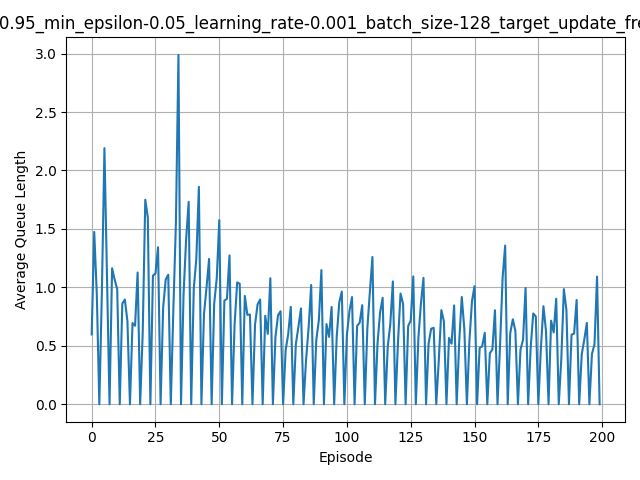 0.95_min_epsilon-0.05_learning_rate-0.001_batch_size-128_target_update_fre
3.0
2.5
2.0
1.5
1.0
0.5
0.0
Average Queue Length
0 25 50 75 100 125 150 175 200
Episode